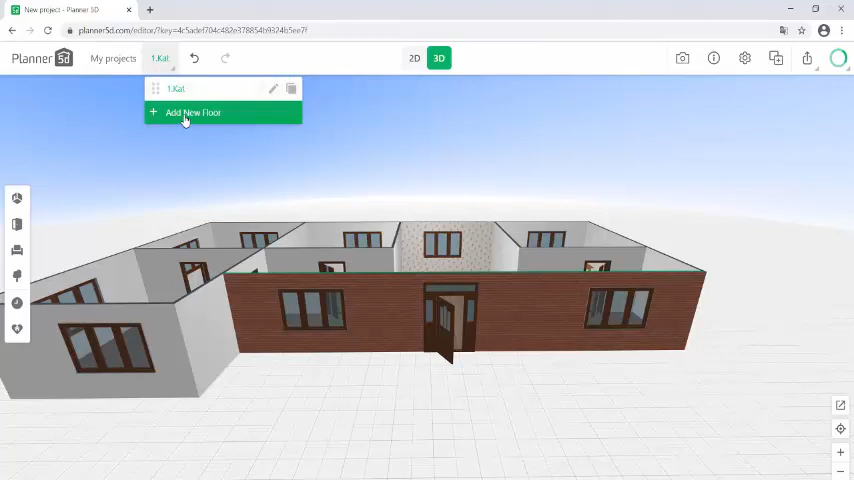 New project - Planner 5D
planner5d.com/editor/?key=4c5adef704c482e378854b9324b5ee7f
Planner 5d
My projects
1.Kat
2D
3D
1.Kat
+ Add New Floor